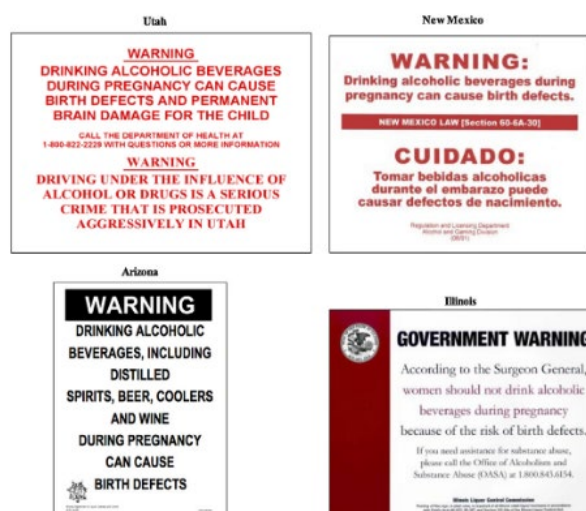 Utah
WARNING
DRINKING ALCOHOLIC BEVERAGES
DURING PREGNANCY CAN CAUSE
BIRTH DEFECTS AND PERMANENT
BRAIN DAMAGE FOR THE CHILD
CALL THE DEPARTMENT OF HEALTH AT
1-800-822-2229 WITH QUESTIONS OR MORE INFORMATION
WARNING
DRIVING UNDER THE INFLUENCE OF
ALCOHOL OR DRUGS IS A SERIOUS
CRIME THAT IS PROSECUTED
AGGRESSIVELY IN UTAH
New Mexico
WARNING:
Drinking alcoholic beverages during
pregnancy can cause birth defects.
NEW MEXICO LAW [Section 60-6A-30]
CUIDADO:
Tomar bebidas alcoholicas
durante el embarazo puede
causar defectos de nacimiento.
Regulation and Licensing Department
Alcohol and Gaming Division
Arizona
WARNING
DRINKING ALCOHOLIC
BEVERAGES, INCLUDING
DISTILLED
SPIRITS, BEER, COOLERS
AND WINE
DURING PREGNANCY
CAN CAUSE
BIRTH DEFECTS
Illinois
GOVERNMENT WARNING
According to the Surgeon General,
women should not drink alcoholic
beverages during pregnancy
because of the risk of birth defects.
If you need assistance for substance abuse,
please call the Office of Alcoholism and
Substance Abuse (OASA) at 1.800.843.6154.
Illinois Liquor Control Commission